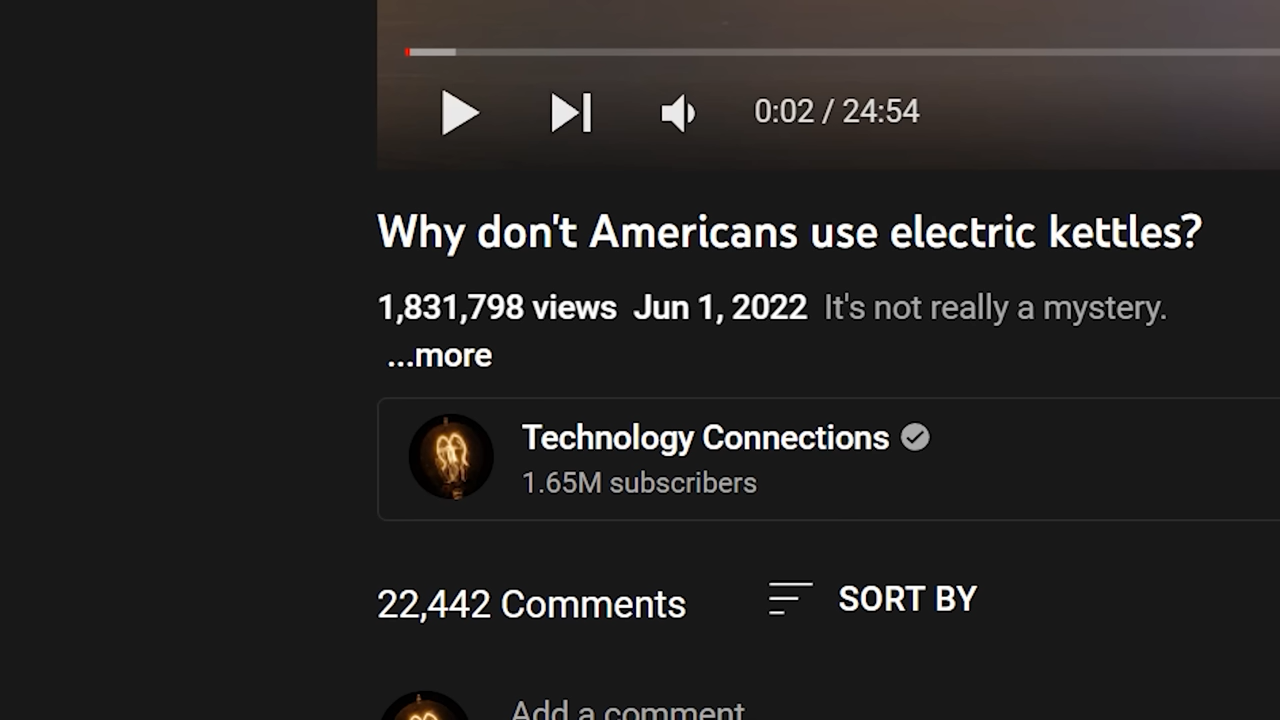 0:02 / 24:54
Why don't Americans use electric kettles?
1,831,798 views Jun 1, 2022 It's not really a mystery.
...more
Technology Connections
1.65M subscribers
22,442 Comments SORT BY
Add a comment